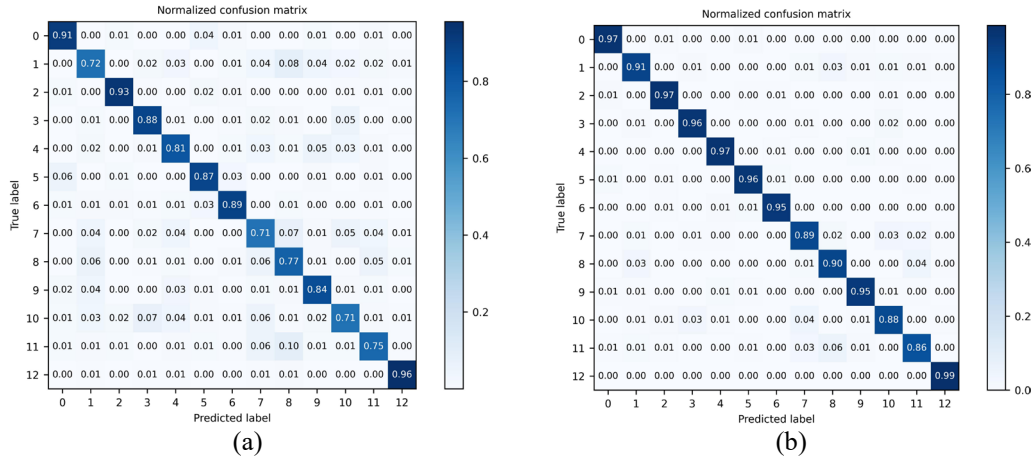 Normalized confusion matrix
True label
0 0.91 0.00 0.01 0.00 0.00 0.04 0.01 0.00 0.00 0.01 0.00 0.01 0.00
1 0.00 0.72 0.00 0.02 0.03 0.00 0.01 0.04 0.08 0.04 0.02 0.02 0.01
2 0.01 0.00 0.93 0.00 0.00 0.02 0.01 0.00 0.00 0.00 0.01 0.00 0.00
3 0.00 0.01 0.00 0.88 0.01 0.00 0.00 0.02 0.00 0.00 0.05 0.01 0.00
4 0.00 0.02 0.00 0.01 0.81 0.01 0.00 0.03 0.01 0.05 0.03 0.00 0.00
5 0.06 0.00 0.01 0.00 0.00 0.87 0.03 0.00 0.00 0.01 0.00 0.00 0.00
6 0.01 0.00 0.01 0.01 0.01 0.03 0.89 0.00 0.00 0.01 0.00 0.00 0.00
7 0.00 0.04 0.00 0.02 0.04 0.00 0.00 0.71 0.07 0.01 0.05 0.04 0.01
8 0.00 0.06 0.00 0.01 0.01 0.00 0.00 0.06 0.77 0.01 0.01 0.05 0.01
9 0.02 0.04 0.00 0.00 0.03 0.01 0.01 0.01 0.01 0.84 0.01 0.00 0.00
10 0.01 0.03 0.02 0.07 0.04 0.01 0.01 0.06 0.01 0.02 0.71 0.01 0.01
11 0.01 0.01 0.01 0.01 0.00 0.00 0.00 0.06 0.10 0.00 0.01 0.75 0.01
12 0.00 0.01 0.00 0.00 0.01 0.00 0.00 0.01 0.00 0.00 0.00 0.01 0.96
0 1 2 3 4 5 6 7 8 9 10 11 12
Predicted label
0.8
0.6
0.4
0.2
(a)
Normalized confusion matrix
True label
0 0.97 0.00 0.01 0.00 0.00 0.01 0.00 0.00 0.00 0.01 0.00 0.00 0.00
1 0.00 0.91 0.00 0.01 0.01 0.00 0.00 0.01 0.03 0.01 0.00 0.01 0.00
2 0.01 0.00 0.97 0.00 0.00 0.01 0.00 0.00 0.00 0.00 0.00 0.00 0.00
3 0.00 0.01 0.00 0.96 0.00 0.00 0.00 0.01 0.00 0.00 0.02 0.00 0.00
4 0.00 0.01 0.00 0.00 0.97 0.00 0.00 0.00 0.00 0.01 0.00 0.00 0.00
5 0.01 0.00 0.01 0.00 0.00 0.96 0.01 0.00 0.00 0.01 0.00 0.00 0.00
6 0.01 0.00 0.01 0.01 0.00 0.01 0.95 0.00 0.00 0.01 0.00 0.00 0.00
7 0.00 0.01 0.00 0.01 0.01 0.00 0.00 0.89 0.02 0.00 0.03 0.02 0.00
8 0.00 0.03 0.00 0.00 0.00 0.00 0.00 0.01 0.90 0.00 0.00 0.04 0.00
9 0.01 0.01 0.00 0.00 0.01 0.01 0.00 0.00 0.00 0.95 0.00 0.00 0.00
10 0.00 0.01 0.01 0.03 0.01 0.00 0.00 0.04 0.00 0.01 0.88 0.00 0.00
11 0.01 0.01 0.01 0.00 0.00 0.00 0.00 0.03 0.06 0.00 0.01 0.86 0.00
12 0.00 0.00 0.00 0.00 0.00 0.00 0.00 0.00 0.00 0.00 0.00 0.00 0.99
0 1 2 3 4 5 6 7 8 9 10 11 12
Predicted label
0.8
0.6
0.4
0.2
0.0
(b)